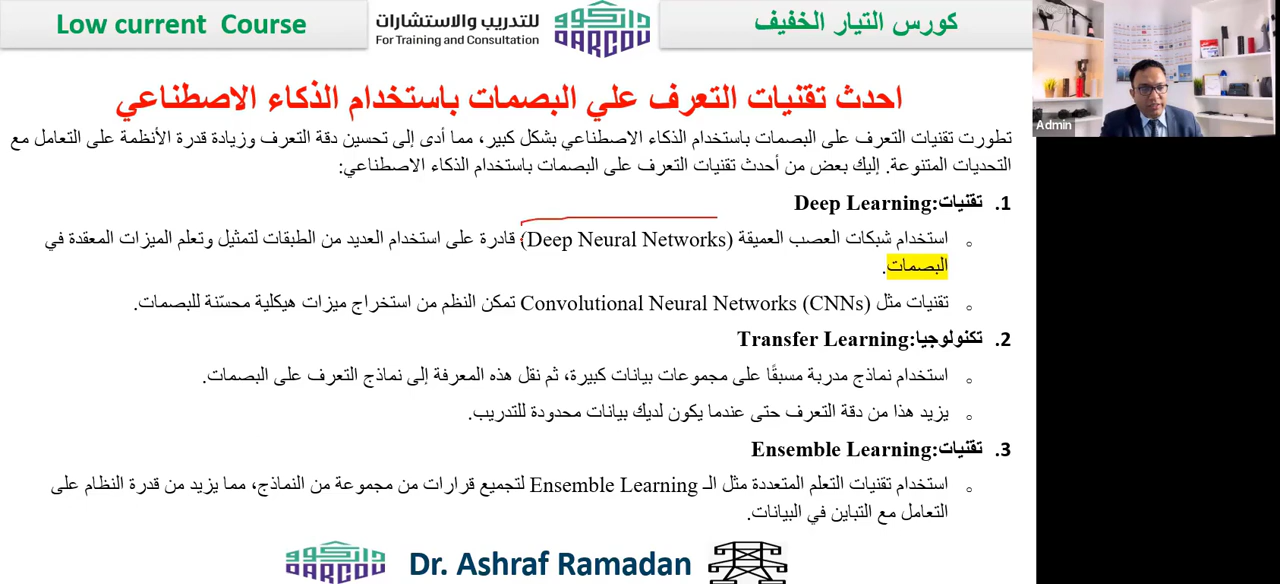 Low current Course
للتدريب والاستشارات
For Training and Consultation
داركو
DARCOU
كورس التيار الخفيف
Admin
احدث تقنيات التعرف علي البصمات باستخدام الذكاء الاصطناعي
تطورت تقنيات التعرف على البصمات باستخدام الذكاء الاصطناعي بشكل كبير، مما أدى إلى تحسين دقة التعرف وزيادة قدرة الأنظمة على التعامل مع
التحديات المتنوعة. إليك بعض من أحدث تقنيات التعرف على البصمات باستخدام الذكاء الاصطناعي:
1. تقنيات Deep Learning:
استخدام شبكات العصب العميقة (Deep Neural Networks) قادرة على استخدام العديد من الطبقات لتمثيل وتعلم الميزات المعقدة في
البصمات.
تقنيات مثل Convolutional Neural Networks (CNNs) تمكن النظم من استخراج ميزات هيكلية محسّنة للبصمات.
2. تكنولوجيا Transfer Learning:
استخدام نماذج مدربة مسبقًا على مجموعات بيانات كبيرة، ثم نقل هذه المعرفة إلى نماذج التعرف على البصمات.
يزيد هذا من دقة التعرف حتى عندما يكون لديك بيانات محدودة للتدريب.
3. تقنيات Ensemble Learning:
استخدام تقنيات التعلم المتعددة مثل الـ Ensemble Learning لتجميع قرارات من مجموعة من النماذج، مما يزيد من قدرة النظام على
التعامل مع التباين في البيانات.
داركو
DARCOU
Dr. Ashraf Ramadan